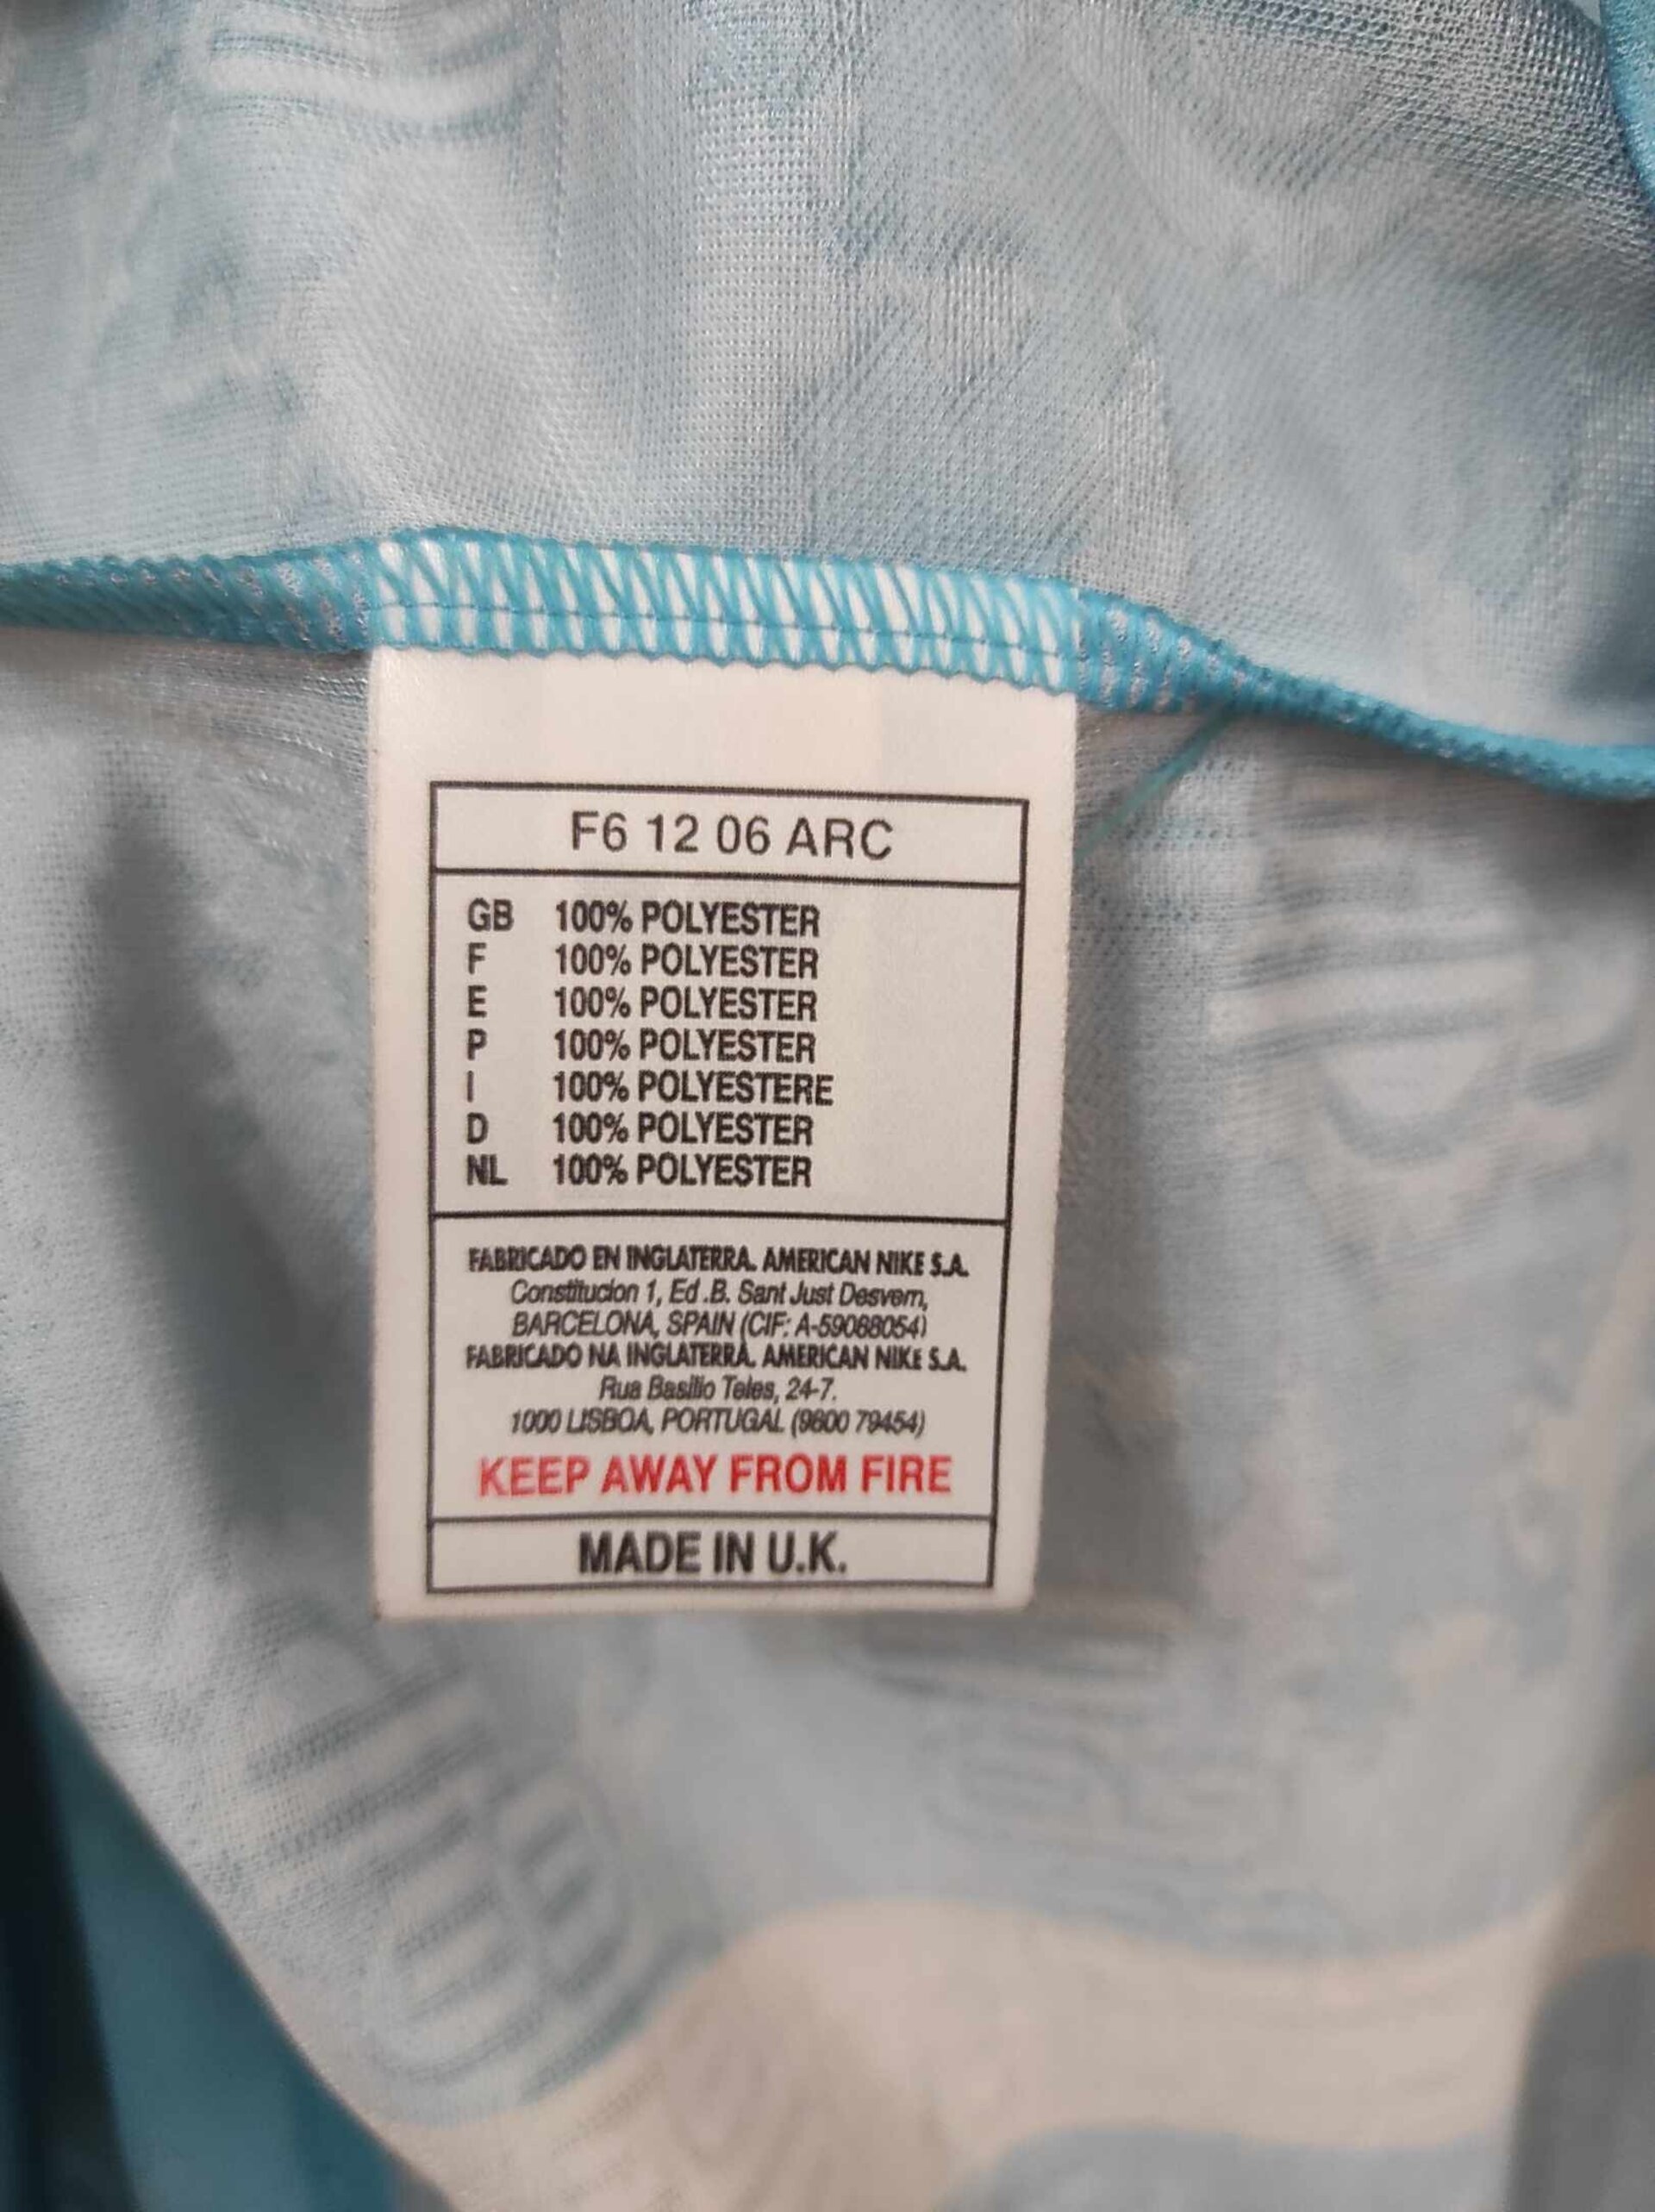 F6 12 06 ARC
GB 100% POLYESTER
F 100% POLYESTER
E 100% POLYESTER
P 100% POLYESTER
I 100% POLYESTERE
D 100% POLYESTER
NL 100% POLYESTER
FABRICADO EN INGLATERRA. AMERICAN NIKE S.A.
Constitucion 1, Ed .B. Sant Just Desvern,
BARCELONA, SPAIN (CIF: A-59088054)
FABRICADO NA INGLATERRA. AMERICAN NIKE S.A.
Rua Basilio Teles, 24-7.
1000 LISBOA, PORTUGAL (9800 79454)
KEEP AWAY FROM FIRE
MADE IN U.K.